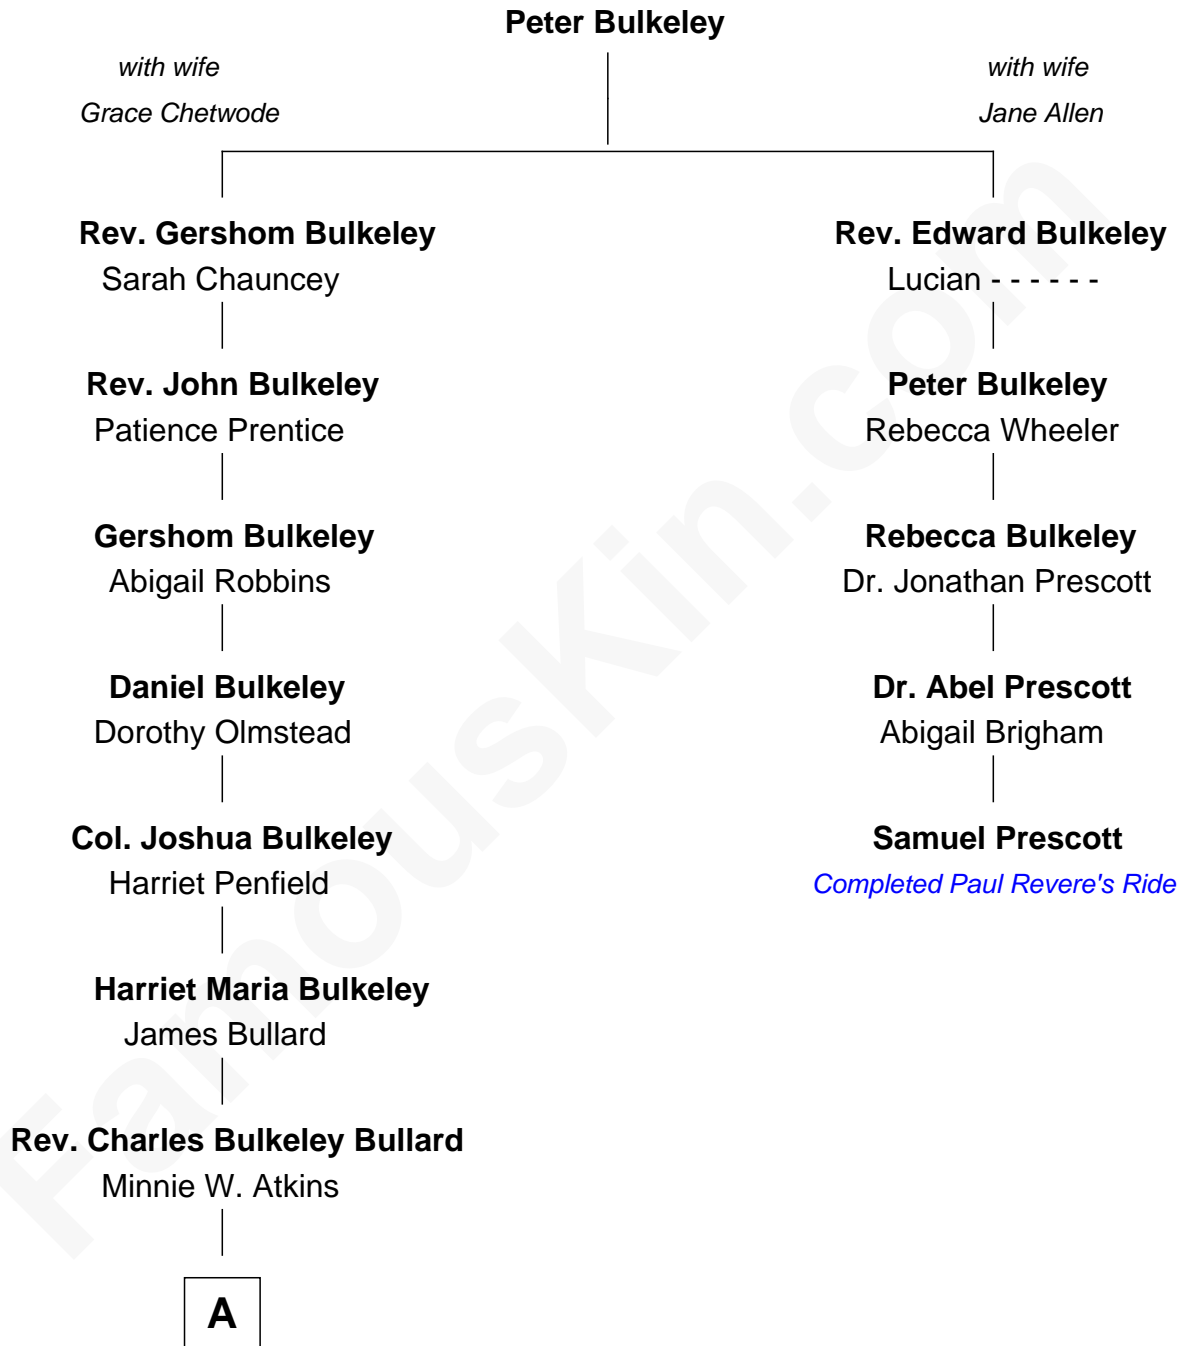 Peter Bulkeley
with wife
Grace Chetwode
with wife
Jane Allen
Rev. Gershom Bulkeley
Sarah Chauncey
Rev. Edward Bulkeley
Lucian - - - - - -
Rev. John Bulkeley
Patience Prentice
Peter Bulkeley
Rebecca Wheeler
Gershom Bulkeley
Abigail Robbins
Rebecca Bulkeley
Dr. Jonathan Prescott
Daniel Bulkeley
Dorothy Olmstead
Dr. Abel Prescott
Abigail Brigham
Col. Joshua Bulkeley
Harriet Penfield
Samuel Prescott
Completed Paul Revere's Ride
Harriet Maria Bulkeley
James Bullard
Rev. Charles Bulkeley Bullard
Minnie W. Atkins
A
FamousKin.com